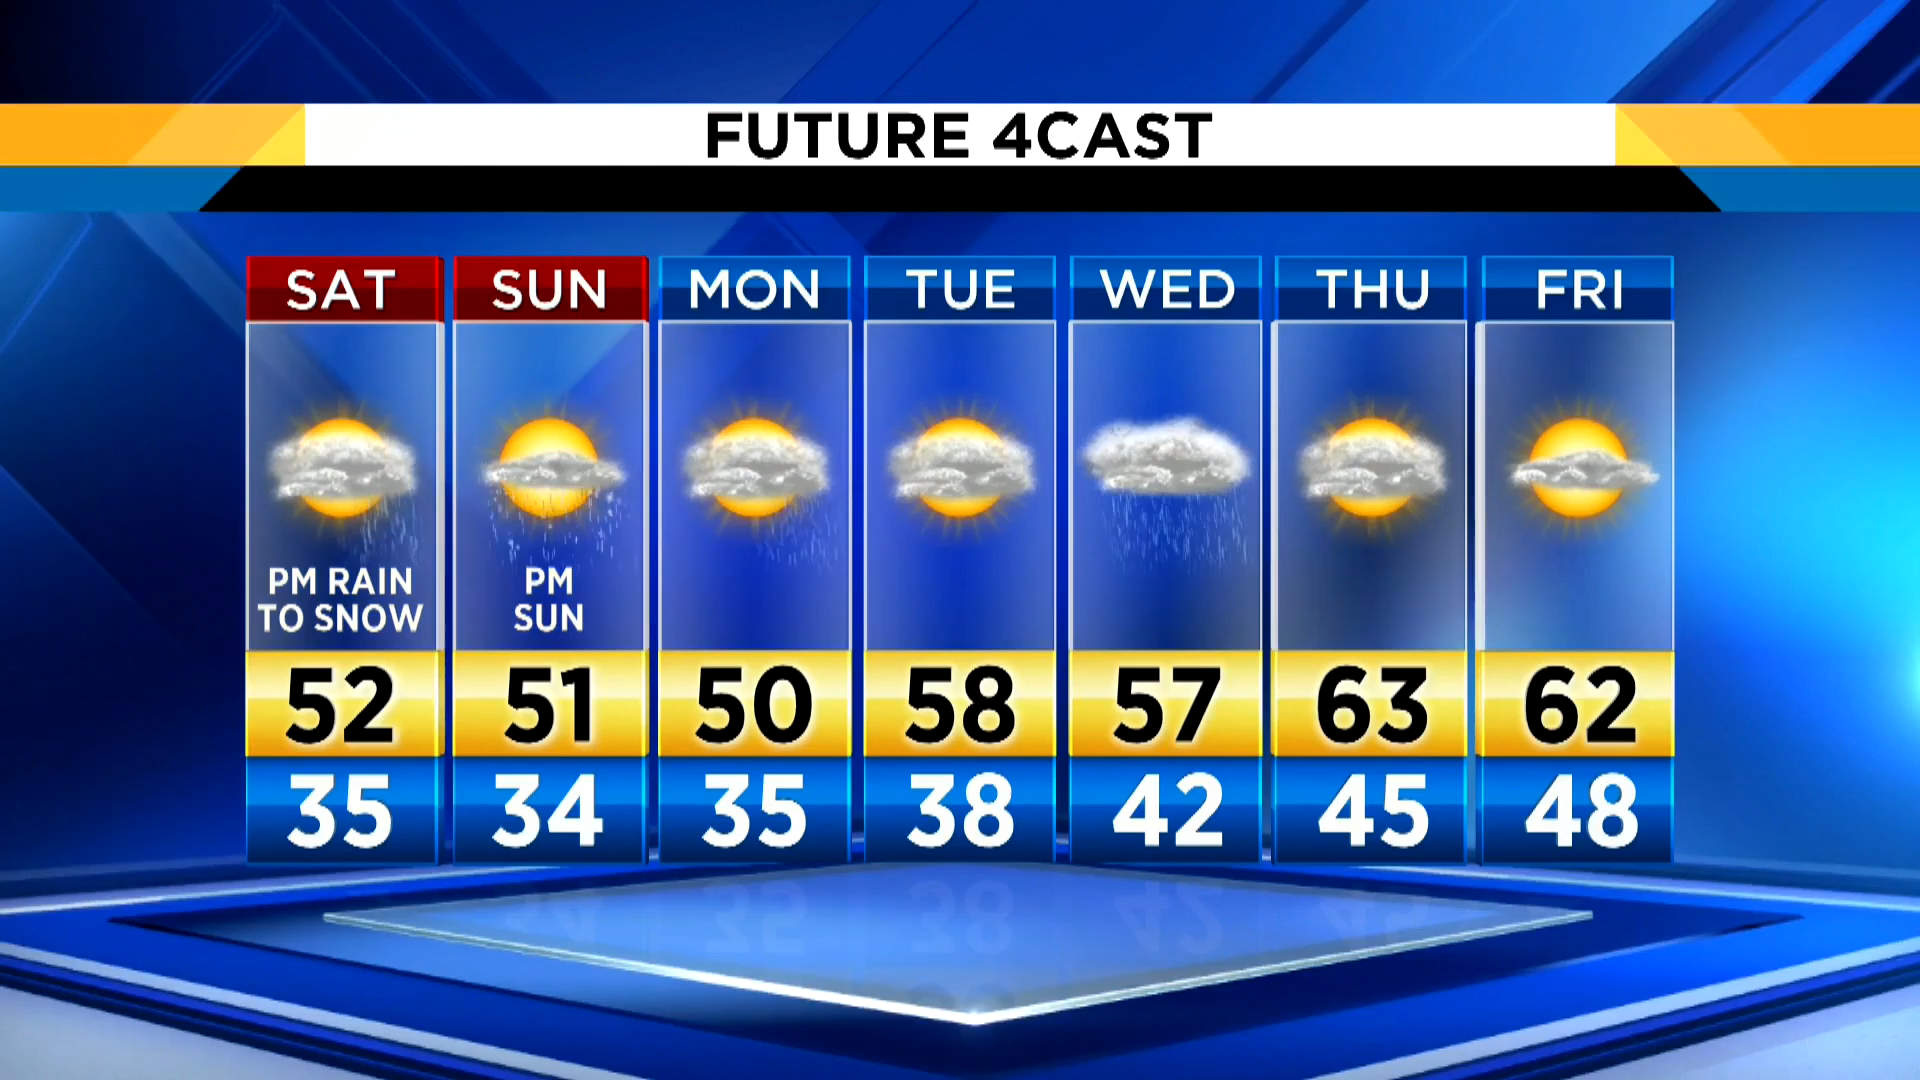 FUTURE 4CAST
SAT SUN MON TUE WED THU FRI
PM RAIN PM
TO SNOW SUN
52 51 50 58 57 63 62
35 34 35 38 42 45 48